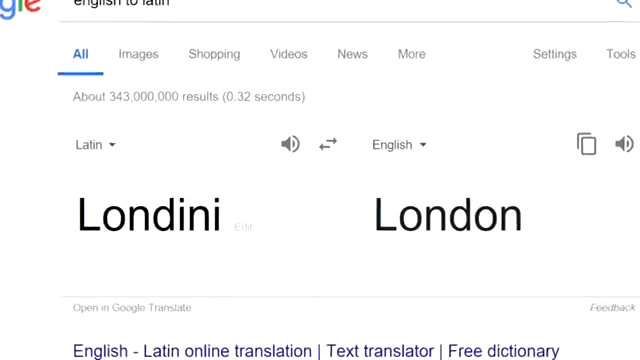 gle
english to latin
All Images Shopping Videos News More Settings Tools
About 343,000,000 results (0.32 seconds)
Latin English
Londini Edit London
Open in Google Translate Feedback
English - Latin online translation | Text translator | Free dictionary